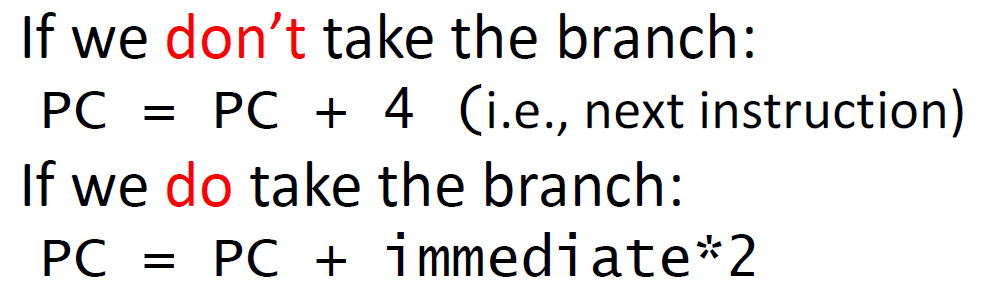 If we don’t take the branch:
PC = PC + 4 (i.e., next instruction)
If we do take the branch:
PC = PC + immediate*2